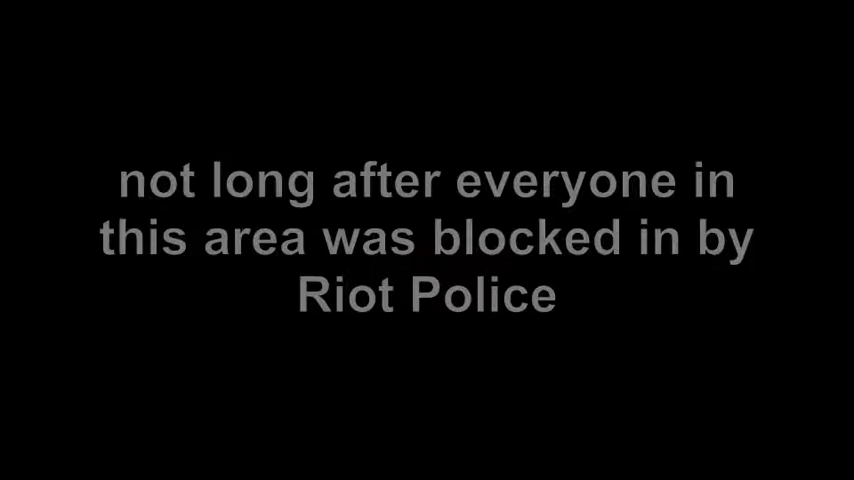 not long after everyone in
this area was blocked in by
Riot Police